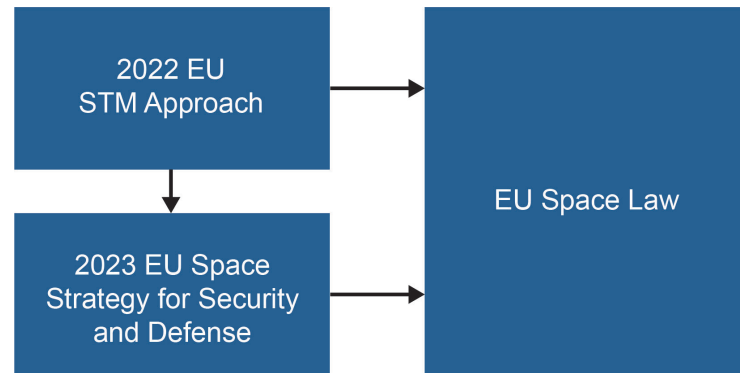 2022 EU
STM Approach
EU Space Law
2023 EU Space
Strategy for Security
and Defense